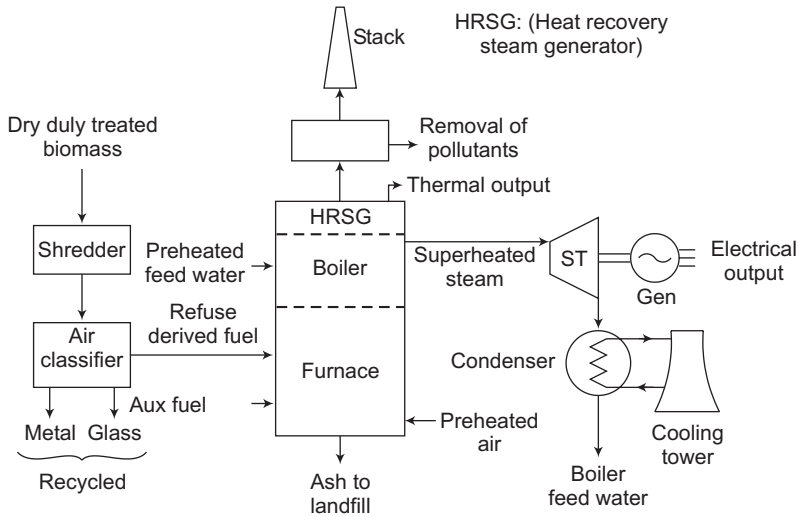 HRSG: (Heat recovery
steam generator)
Stack
Dry duly treated
biomass
Removal of
pollutants
Thermal output
HRSG
Shredder
Preheated
feed water
Boiler
Superheated
steam
ST
Gen
Electrical
output
Refuse
derived fuel
Air
classifier
Furnace
Condenser
Aux fuel
Metal
Glass
Recycled
Preheated
air
Cooling
tower
Ash to
landfill
Boiler
feed water